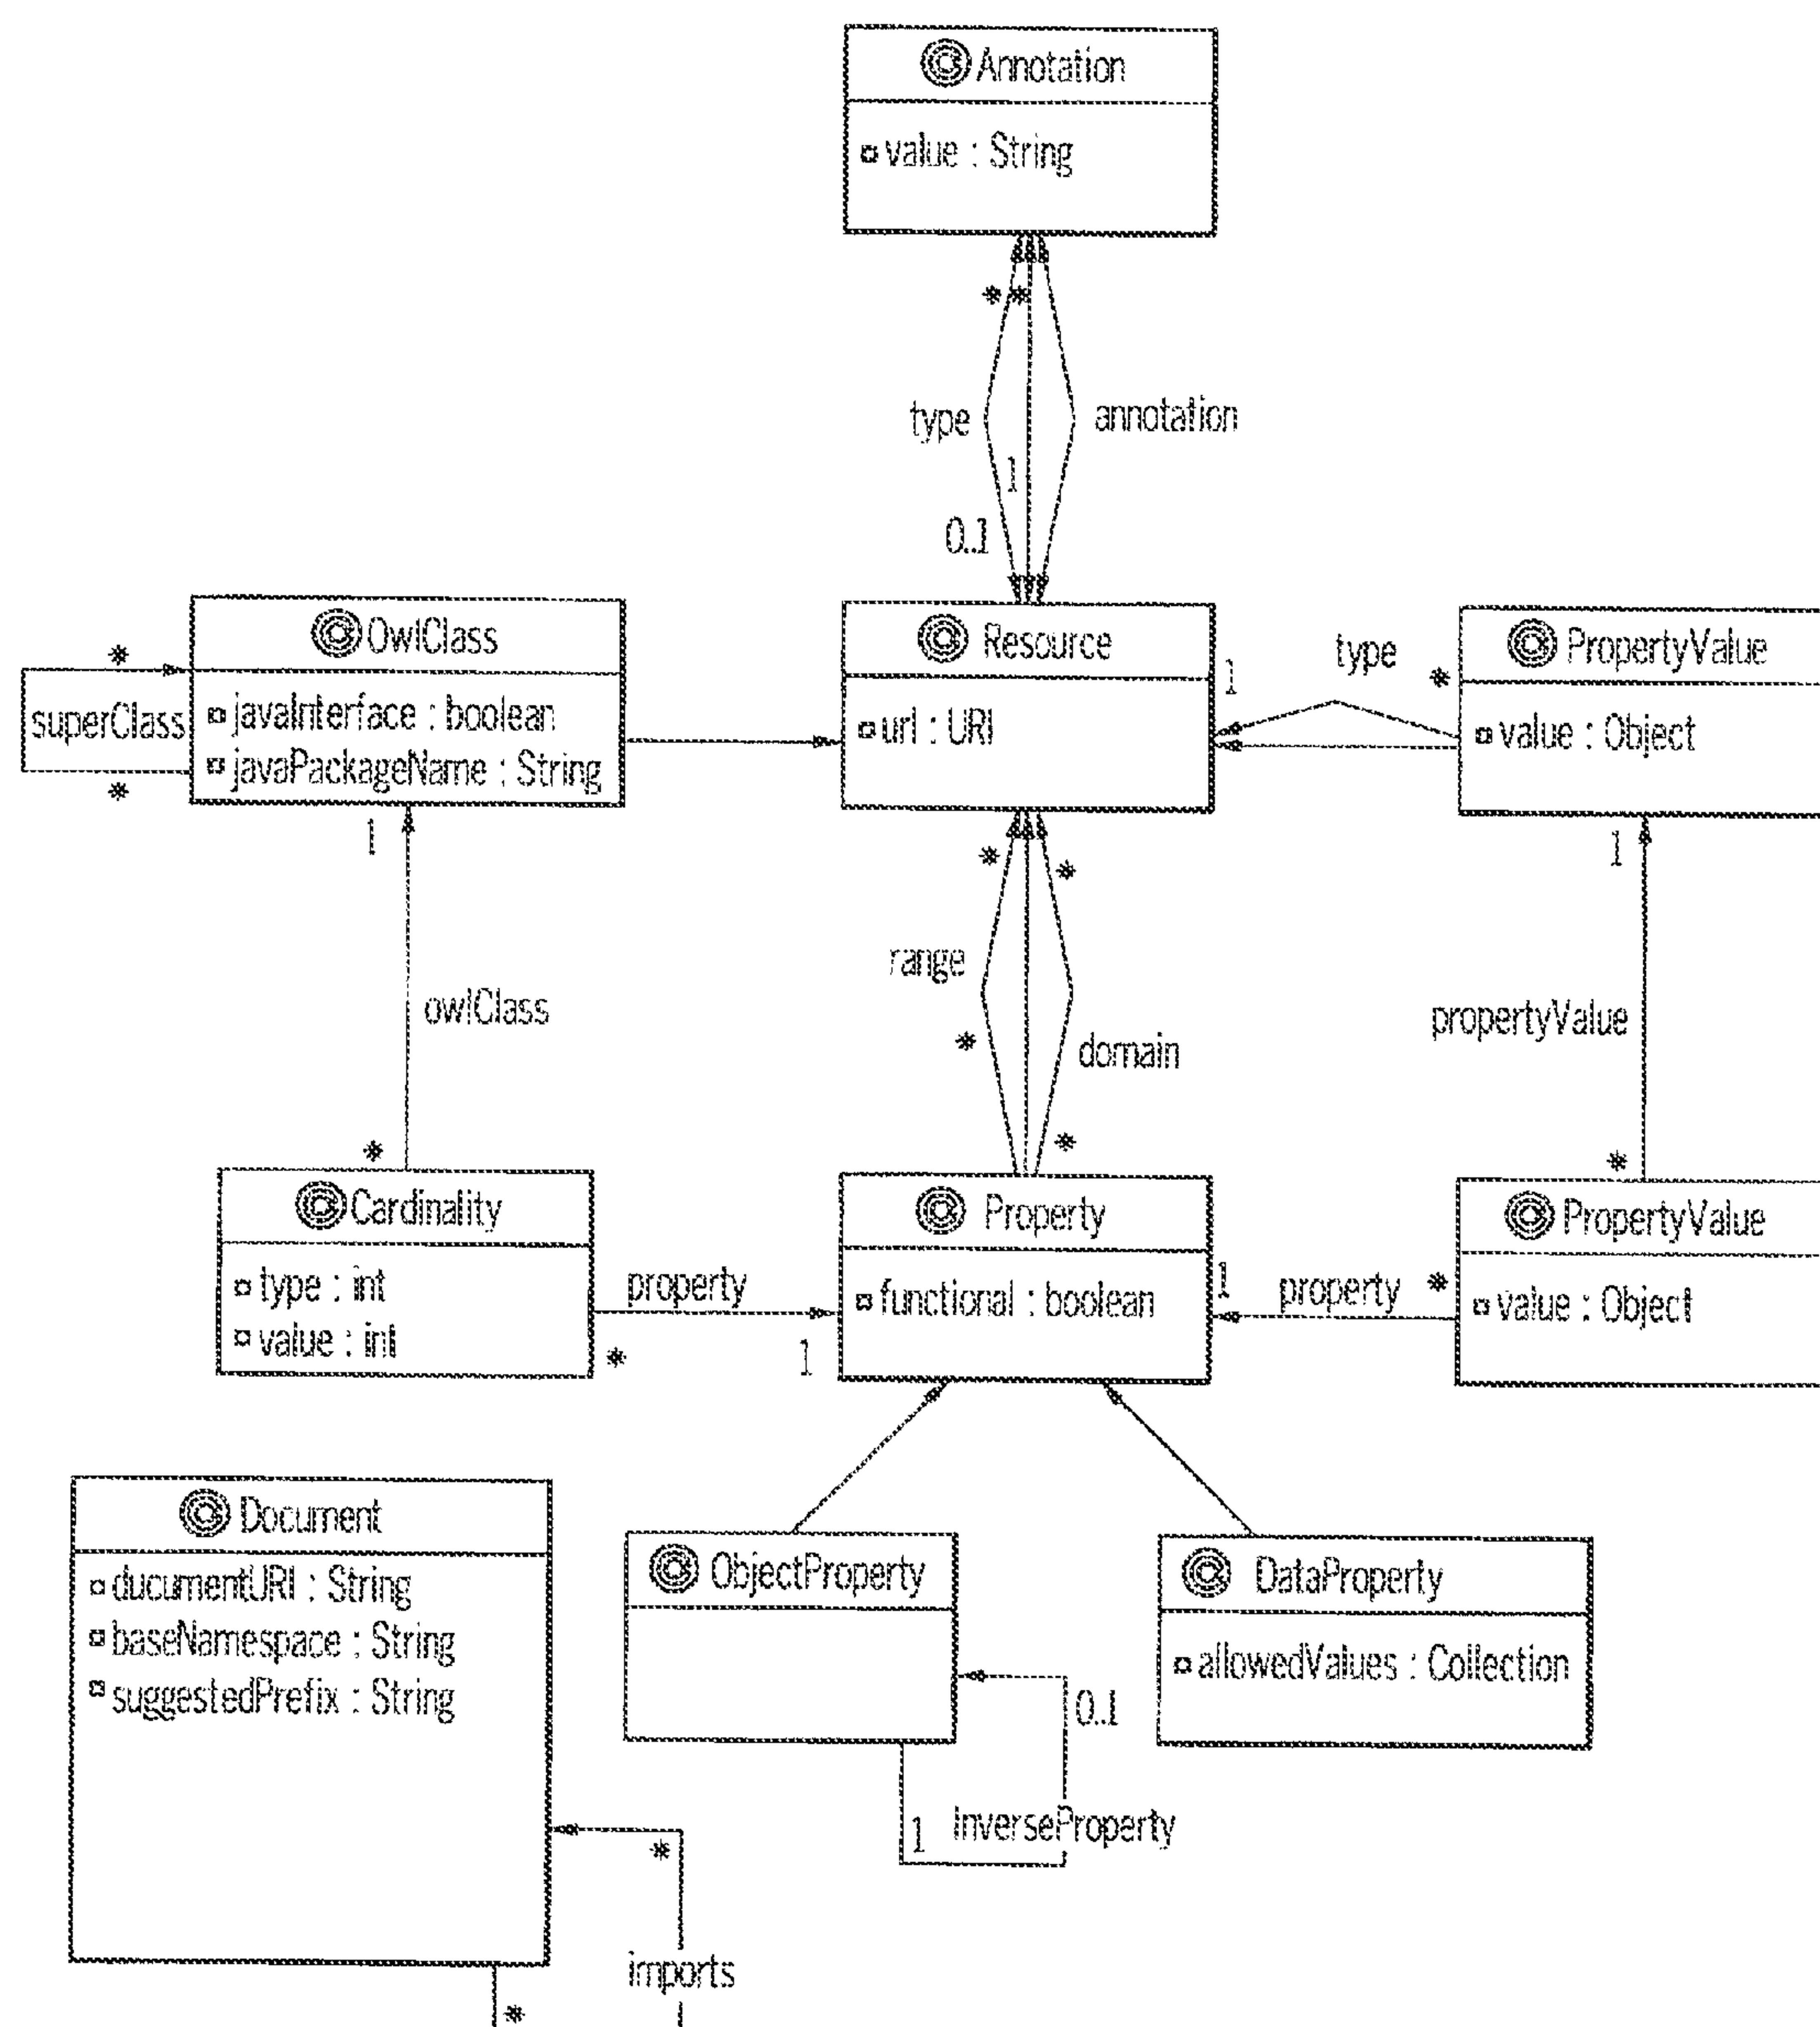 Annotation
value : String
* *
type
annotation
1
0..1
OwlClass
javaInterface : boolean
javaPackageName : String
*
superClass
*
Resource
url : URI
1
type
*
PropertyValue
value : Object
1
*
*
1
range
owlClass
propertyValue
*
domain
*
*
*
Cardinality
type : int
value : int
property
*
1
Property
functional : boolean
1
property
*
PropertyValue
value : Object
Document
ducumentURI : String
baseNamespace : String
suggestedPrefix : String
ObjectProperty
DataProperty
allowedValues : Collection
0..1
1
inverseProperty
*
imports
*